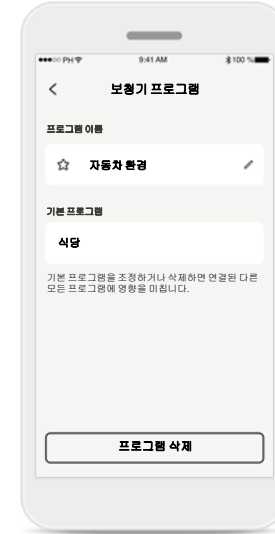 ●●●○○ PH 9:41 AM 100 %
보청기 프로그램
프로그램 이름
자동차 환경
기본 프로그램
식당
기본 프로그램을 조정하거나 삭제하면 연결된 다른
모든 프로그램에 영향을 미칩니다.
프로그램 삭제